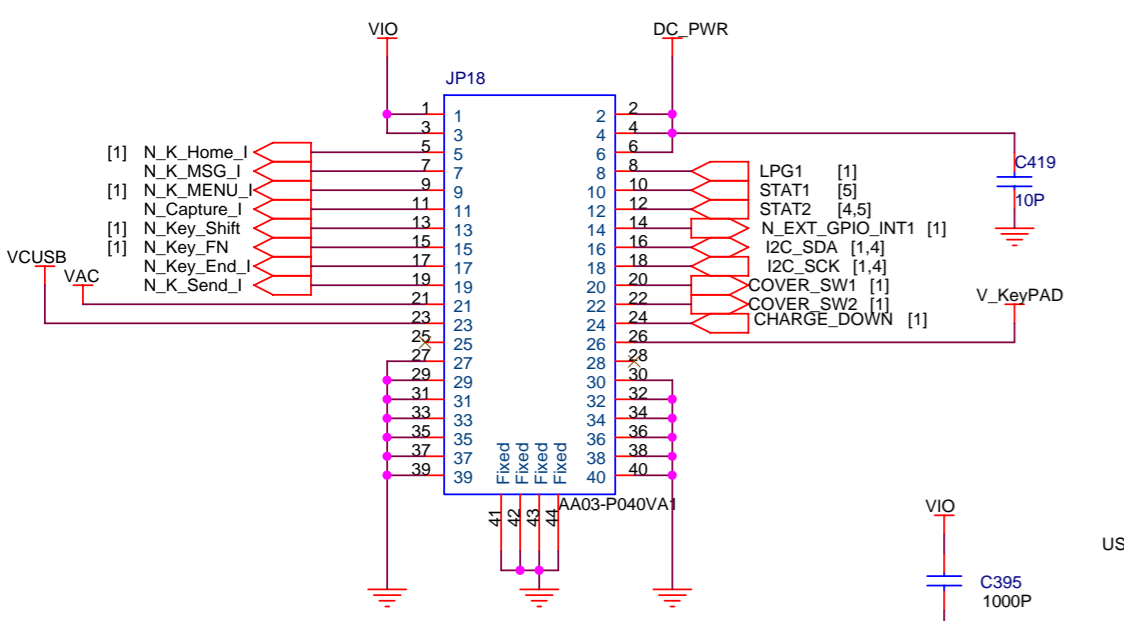 VIO
DC_PWR
JP18
1 1 2 2
3 3 4 4
[1] N_K_Home_I 5 5 6 6
N_K_MSG_I 7 7 8 8 LPG1 [1]
C419
[1] N_K_MENU_I 9 9 10 10 STAT1 [5]
10P
N_Capture_I 11 11 12 12 STAT2 [4,5]
[1] N_Key_Shift 13 13 14 14 N_EXT_GPIO_INT1 [1]
[1] N_Key_FN 15 15 16 16 I2C_SDA [1,4]
VCUSB
N_Key_End_I 17 17 18 18 I2C_SCK [1,4]
VAC
N_K_Send_I 19 19 20 20 COVER_SW1 [1]
V_KeyPAD
21 21 22 22 COVER_SW2 [1]
23 23 24 24 CHARGE_DOWN [1]
25 25 26 26
27 27 28 28
29 29 30 30
31 31 32 32
33 33 34 34
35 35 36 36
37 37 38 38
39 39 40 40
Fixed Fixed Fixed Fixed
41 42 43 44
AA03-P040VA1
VIO
US
C395
1000P